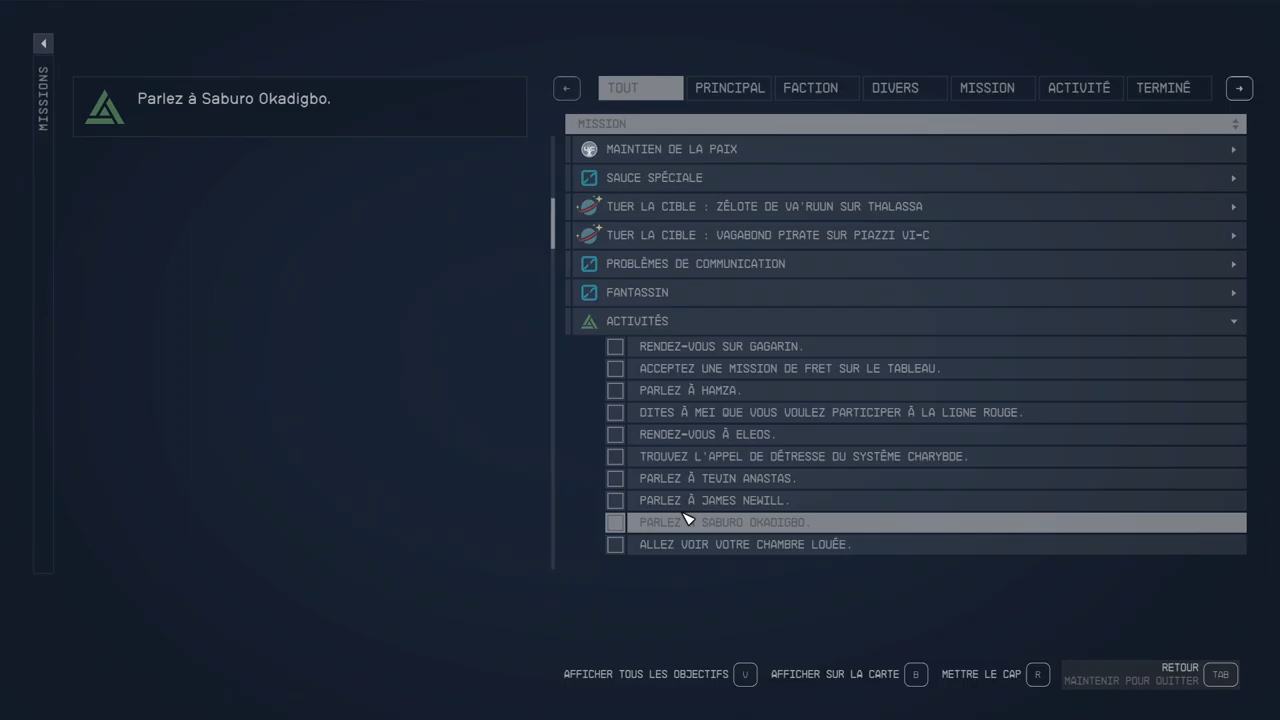 MISSIONS
Parlez à Saburo Okadigbo.
TOUT PRINCIPAL FACTION DIVERS MISSION ACTIVITÉ TERMINÉ
MISSION
MAINTIEN DE LA PAIX
SAUCE SPÉCIALE
TUER LA CIBLE : ZÉLOTE DE VA'RUUN SUR THALASSA
TUER LA CIBLE : VAGABOND PIRATE SUR PIAZZI VI-C
PROBLÈMES DE COMMUNICATION
FANTASSIN
ACTIVITÉS
RENDEZ-VOUS SUR GAGARIN.
ACCEPTEZ UNE MISSION DE FRET SUR LE TABLEAU.
PARLEZ À HAMZA.
DITES À MEI QUE VOUS VOULEZ PARTICIPER À LA LIGNE ROUGE.
RENDEZ-VOUS À ELEOS.
TROUVEZ L'APPEL DE DÉTRESSE DU SYSTÈME CHARYBDE.
PARLEZ À TEVIN ANASTAS.
PARLEZ À JAMES NEWILL.
PARLEZ SABURO OKADIGBO.
ALLEZ VOIR VOTRE CHAMBRE LOUÉE.
AFFICHER TOUS LES OBJECTIFS V AFFICHER SUR LA CARTE B METTRE LE CAP R RETOUR
MAINTENIR POUR QUITTER TAB